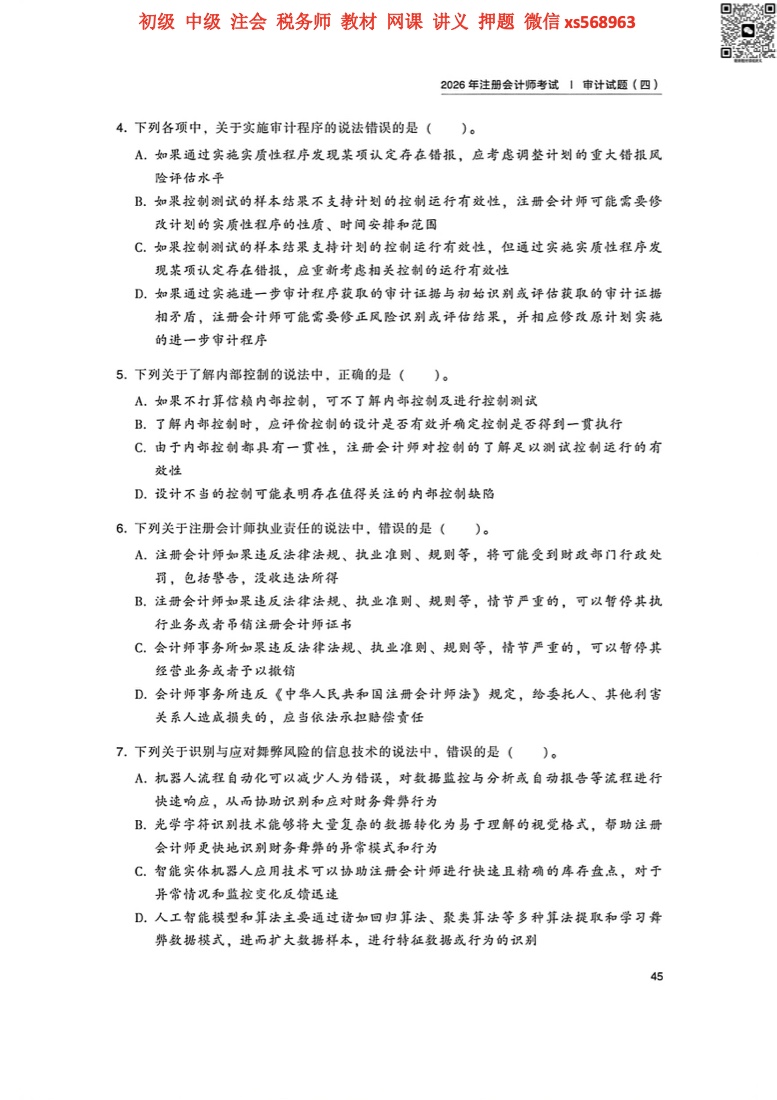 初级 中级 注会 税务师 教材 网课 讲义 押题 微信 xs568963
2026 年注册会计师考试 | 审计试题（四）
4. 下列各项中，关于实施审计程序的说法错误的是（  ）。
A. 如果通过实施实质性程序发现某项认定存在错报，应考虑调整计划的重大错报风
险评估水平
B. 如果控制测试的样本结果不支持计划的控制运行有效性，注册会计师可能需要修
改计划的实质性程序的性质、时间安排和范围
C. 如果控制测试的样本结果支持计划的控制运行有效性，但通过实施实质性程序发
现某项认定存在错报，应重新考虑相关控制的运行有效性
D. 如果通过实施进一步审计程序获取的审计证据与初始识别或评估获取的审计证据
相矛盾，注册会计师可能需要修正风险识别或评估结果，并相应修改原计划实施
的进一步审计程序
5. 下列关于了解内部控制的说法中，正确的是（  ）。
A. 如果不打算信赖内部控制，可不了解内部控制及进行控制测试
B. 了解内部控制时，应评价控制的设计是否有效并确定控制是否得到一贯执行
C. 由于内部控制都具有一贯性，注册会计师对控制的了解足以测试控制运行的有
效性
D. 设计不当的控制可能表明存在值得关注的内部控制缺陷
6. 下列关于注册会计师执业责任的说法中，错误的是（  ）。
A. 注册会计师如果违反法律法规、执业准则、规则等，将可能受到财政部门行政处
罚，包括警告，没收违法所得
B. 注册会计师如果违反法律法规、执业准则、规则等，情节严重的，可以暂停其执
行业务或者吊销注册会计师证书
C. 会计师事务所如果违反法律法规、执业准则、规则等，情节严重的，可以暂停其
经营业务或者予以撤销
D. 会计师事务所违反《中华人民共和国注册会计师法》规定，给委托人、其他利害
关系人造成损失的，应当依法承担赔偿责任
7. 下列关于识别与应对舞弊风险的信息技术的说法中，错误的是（  ）。
A. 机器人流程自动化可以减少人为错误，对数据监控与分析或自动报告等流程进行
快速响应，从而协助识别和应对财务舞弊行为
B. 光学字符识别技术能够将大量复杂的数据转化为易于理解的视觉格式，帮助注册
会计师更快地识别财务舞弊的异常模式和行为
C. 智能实体机器人应用技术可以协助注册会计师进行快速且精确的库存盘点，对于
异常情况和监控变化反馈迅速
D. 人工智能模型和算法主要通过诸如回归算法、聚类算法等多种算法提取和学习舞
弊数据模式，进而扩大数据样本，进行特征数据或行为的识别
45